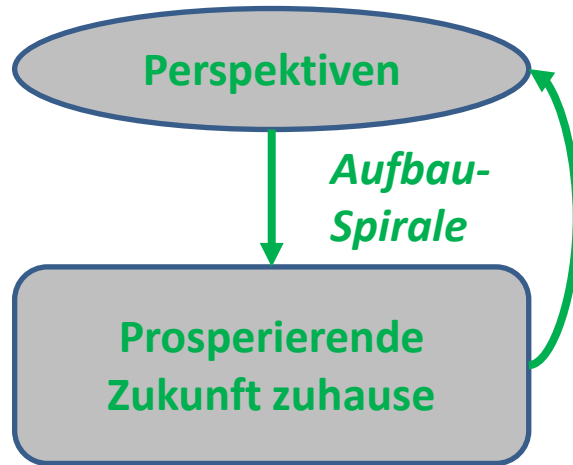 Perspektiven
Aufbau-
Spirale
Prosperierende
Zukunft zuhause